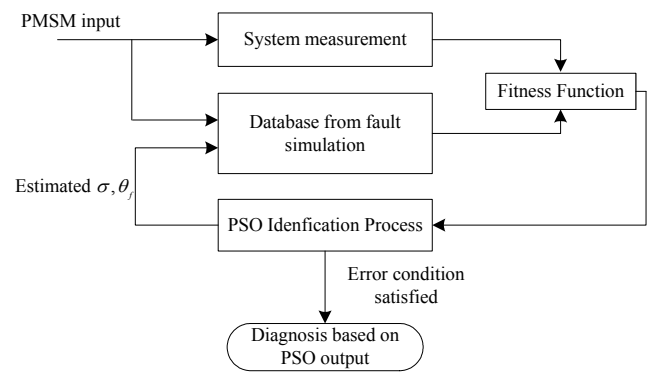 PMSM input
System measurement
Fitness Function
Database from fault
simulation
Estimated σ, θ_f
PSO Idenfication Process
Error condition
satisfied
Diagnosis based on
PSO output